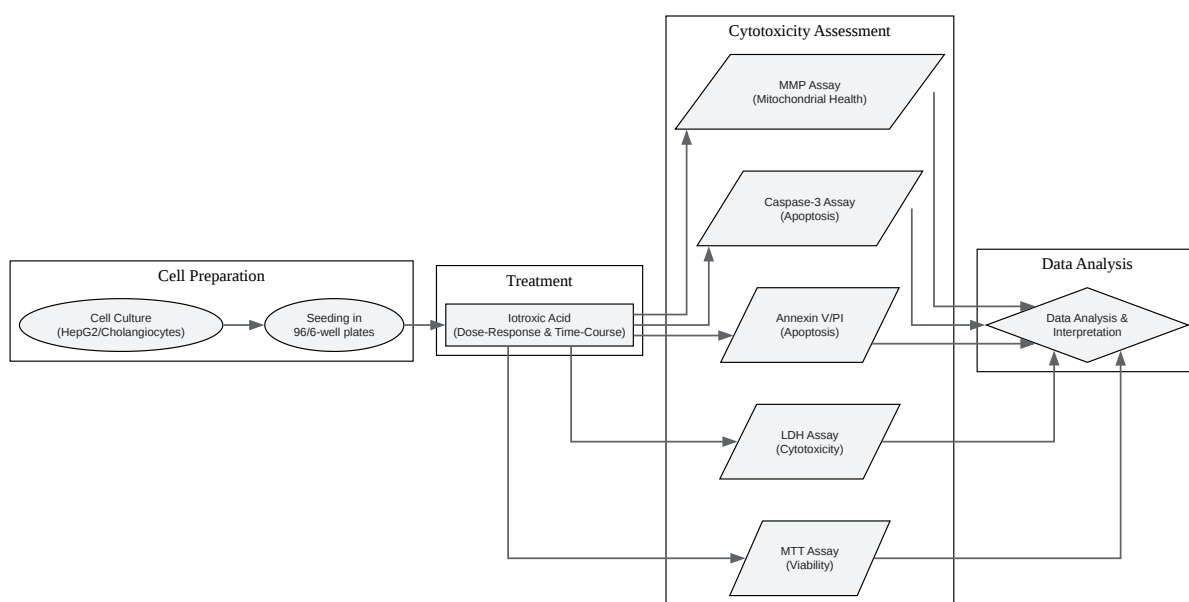 Cell Preparation
Cell Culture
(HepG2/Cholangiocytes)
Seeding in
96/6-well plates
Treatment
Iotroxic Acid
(Dose-Response & Time-Course)
Cytotoxicity Assessment
MMP Assay
(Mitochondrial Health)
Caspase-3 Assay
(Apoptosis)
Annexin V/PI
(Apoptosis)
LDH Assay
(Cytotoxicity)
MTT Assay
(Viability)
Data Analysis
Data Analysis &
Interpretation